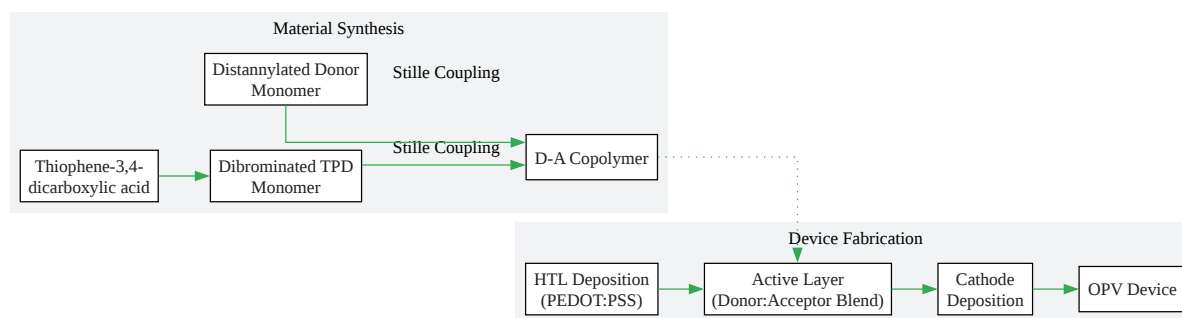 Material Synthesis
Distannylated Donor
Monomer
Stille Coupling
Stille Coupling
Thiophene-3,4-
dicarboxylic acid
Dibrominated TPD
Monomer
D-A Copolymer
Device Fabrication
HTL Deposition
(PEDOT:PSS)
Active Layer
(Donor:Acceptor Blend)
Cathode
Deposition
OPV Device